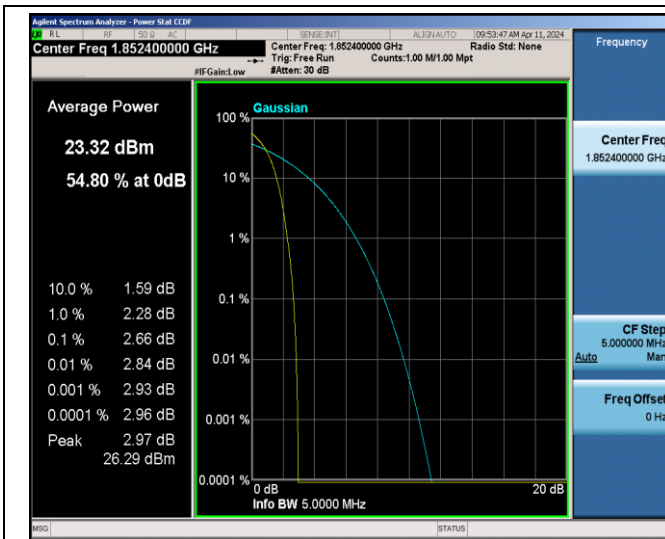 Agilent Spectrum Analyzer - Power Stat CCDF
LXI RL RF 50 Ω AC SENSE:INT ALIGN AUTO 09:53:47 AM Apr 11, 2024
Center Freq 1.852400000 GHz
Center Freq: 1.852400000 GHz Radio Std: None
Trig: Free Run Counts:1.00 M/1.00 Mpt
#IFGain:Low #Atten: 30 dB
Frequency
Average Power
23.32 dBm
54.80 % at 0dB
10.0 % 1.59 dB
1.0 % 2.28 dB
0.1 % 2.66 dB
0.01 % 2.84 dB
0.001 % 2.93 dB
0.0001 % 2.96 dB
Peak 2.97 dB
26.29 dBm
Gaussian
100 %
10 %
1 %
0.1 %
0.01 %
0.001 %
0.0001 %
0 dB 20 dB
Info BW 5.0000 MHz
Center Freq
1.852400000 GHz
CF Step
5.000000 MHz
Auto Man
Freq Offset
0 Hz
MSG STATUS